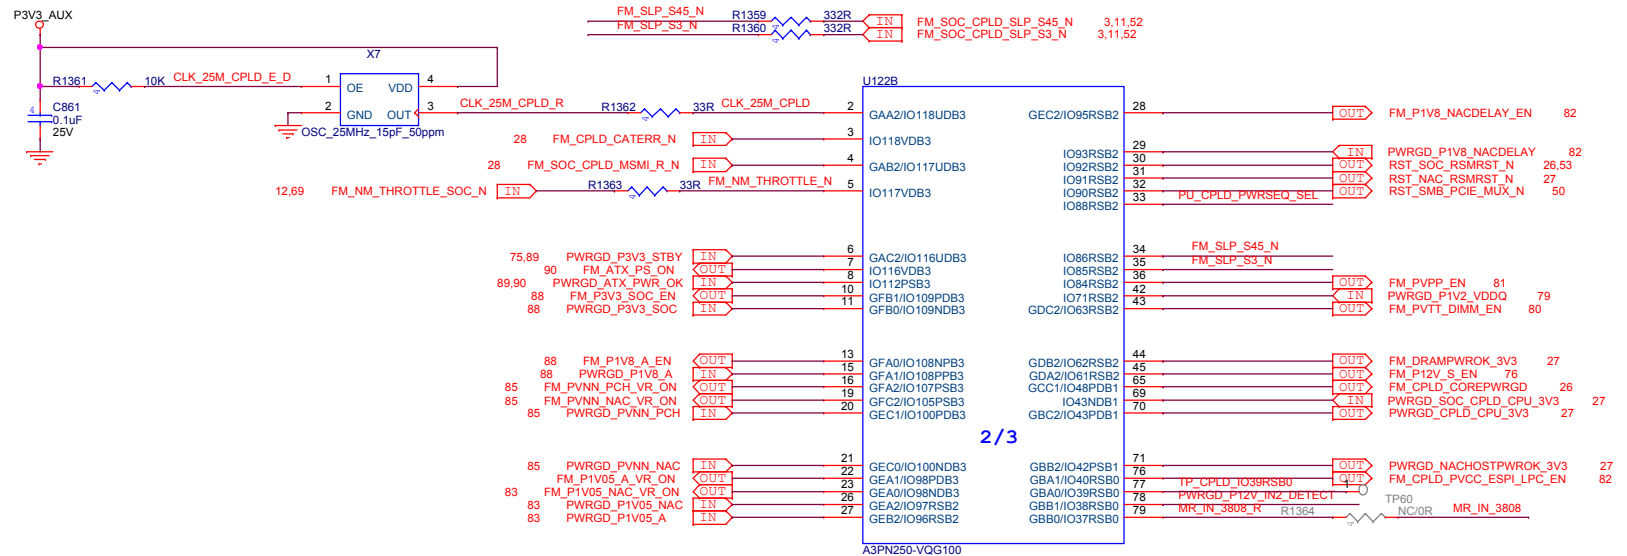 P3V3_AUX
FM_SLP_S45_N R1359 332R IN FM_SOC_CPLD_SLP_S45_N 3,11,52
FM_SLP_S3_N R1360 332R IN FM_SOC_CPLD_SLP_S3_N 3,11,52
X7
R1361 10K CLK_25M_CPLD_E_D 1 OE VDD 4
C861
0.1uF
25V
2 GND OUT 3 CLK_25M_CPLD_R R1362 33R CLK_25M_CPLD
OSC_25MHz_15pF_50ppm
U122B
2 GAA2/IO118UDB3 GEC2/IO95RSB2 28 OUT FM_P1V8_NACDELAY_EN 82
28 FM_CPLD_CATERR_N IN 3 IO118VDB3
IO93RSB2 29 IN PWRGD_P1V8_NACDELAY 82
28 FM_SOC_CPLD_MSMI_R_N IN 4 GAB2/IO117UDB3 IO92RSB2 30 OUT RST_SOC_RSMRST_N 26,53
IO91RSB2 31 OUT RST_NAC_RSMRST_N 27
12,69 FM_NM_THROTTLE_SOC_N IN R1363 33R FM_NM_THROTTLE_N 5 IO117VDB3 IO90RSB2 32 OUT RST_SMB_PCIE_MUX_N 50
IO88RSB2 33 PU_CPLD_PWRSEQ_SEL
75,89 PWRGD_P3V3_STBY IN 6 GAC2/IO116UDB3 IO86RSB2 34 FM_SLP_S45_N
90 FM_ATX_PS_ON OUT 7 IO116VDB3 IO85RSB2 35 FM_SLP_S3_N
89,90 PWRGD_ATX_PWR_OK IN 8 IO112PSB3 IO84RSB2 36 OUT FM_PVPP_EN 81
88 FM_P3V3_SOC_EN OUT 10 GFB1/IO109PDB3 IO71RSB2 42 IN PWRGD_P1V2_VDDQ 79
88 PWRGD_P3V3_SOC IN 11 GFB0/IO109NDB3 GDC2/IO63RSB2 43 OUT FM_PVTT_DIMM_EN 80
88 FM_P1V8_A_EN OUT 13 GFA0/IO108NPB3 GDB2/IO62RSB2 44 OUT FM_DRAMPWROK_3V3 27
88 PWRGD_P1V8_A IN 15 GFA1/IO108PPB3 GDA2/IO61RSB2 45 OUT FM_P12V_S_EN 76
85 FM_PVNN_PCH_VR_ON OUT 16 GFA2/IO107PSB3 GCC1/IO48PDB1 65 OUT FM_CPLD_COREPWRGD 26
85 FM_PVNN_NAC_VR_ON OUT 19 GFC2/IO105PSB3 IO43NDB1 69 IN PWRGD_SOC_CPLD_CPU_3V3 27
85 PWRGD_PVNN_PCH IN 20 GEC1/IO100PDB3 GBC2/IO43PDB1 70 OUT PWRGD_CPLD_CPU_3V3 27
2/3
85 PWRGD_PVNN_NAC IN 21 GEC0/IO100NDB3 GBB2/IO42PSB1 71 OUT PWRGD_NACHOSTPWROK_3V3 27
FM_P1V05_A_VR_ON OUT 22 GEA1/IO98PDB3 GBA1/IO40RSB0 76 OUT FM_CPLD_PVCC_ESPI_LPC_EN 82
83 FM_P1V05_NAC_VR_ON OUT 23 GEA0/IO98NDB3 GBA0/IO39RSB0 77 TP_CPLD_IO39RSB0 1 TP60
83 PWRGD_P1V05_NAC IN 26 GEA2/IO97RSB2 GBB1/IO38RSB0 78 PWRGD_P12V_IN2_DETECT
83 PWRGD_P1V05_A IN 27 GEB2/IO96RSB2 GBB0/IO37RSB0 79 MR_IN_3808_R R1364 NC/0R MR_IN_3808
A3PN250-VQG100